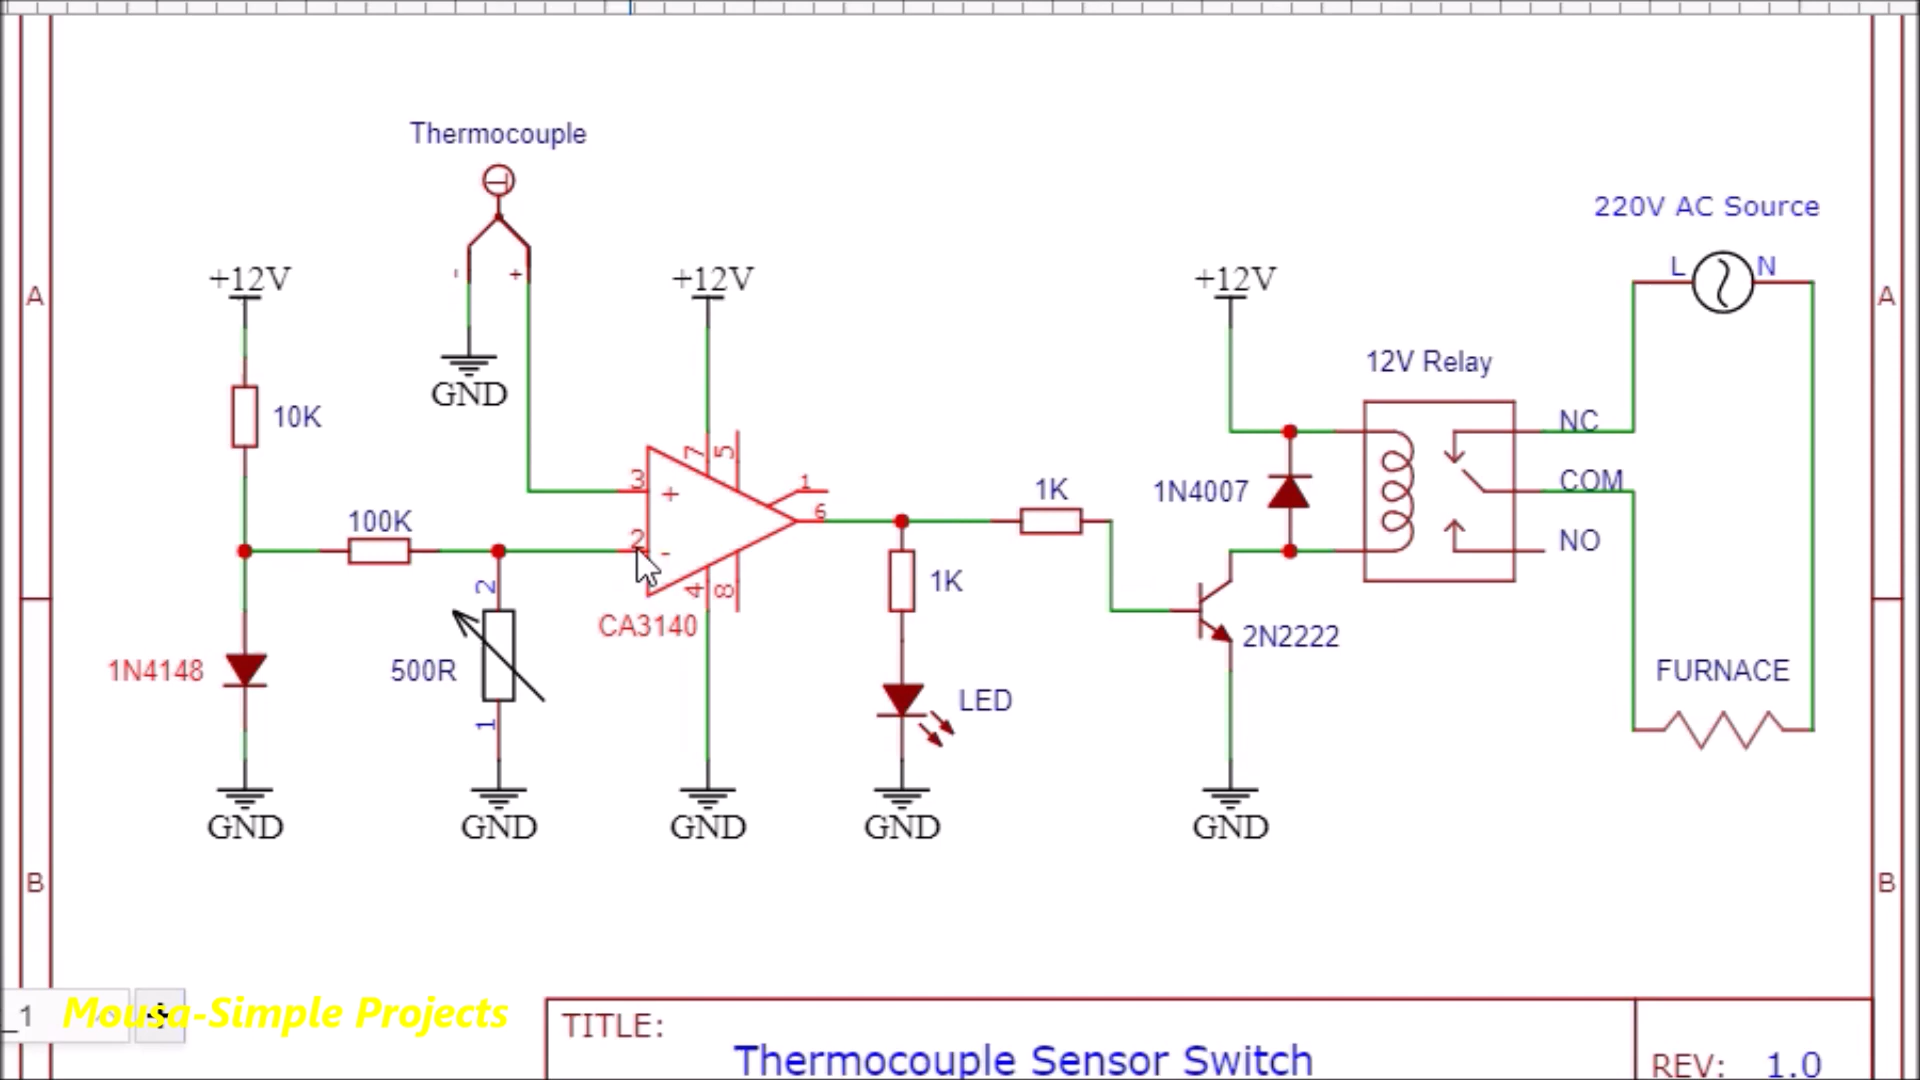 Thermocouple
- +
GND
+12V
10K
1N4148
GND
100K
2
500R
1
GND
+12V
7 5
3 +
2 -
1
6
4 8
CA3140
GND
1K
LED
GND
1K
+12V
1N4007
2N2222
GND
12V Relay
NC
COM
NO
220V AC Source
L N
FURNACE
A
A
B
B
_1
+
Mousa-Simple Projects
TITLE:
Thermocouple Sensor Switch
REV: 1.0